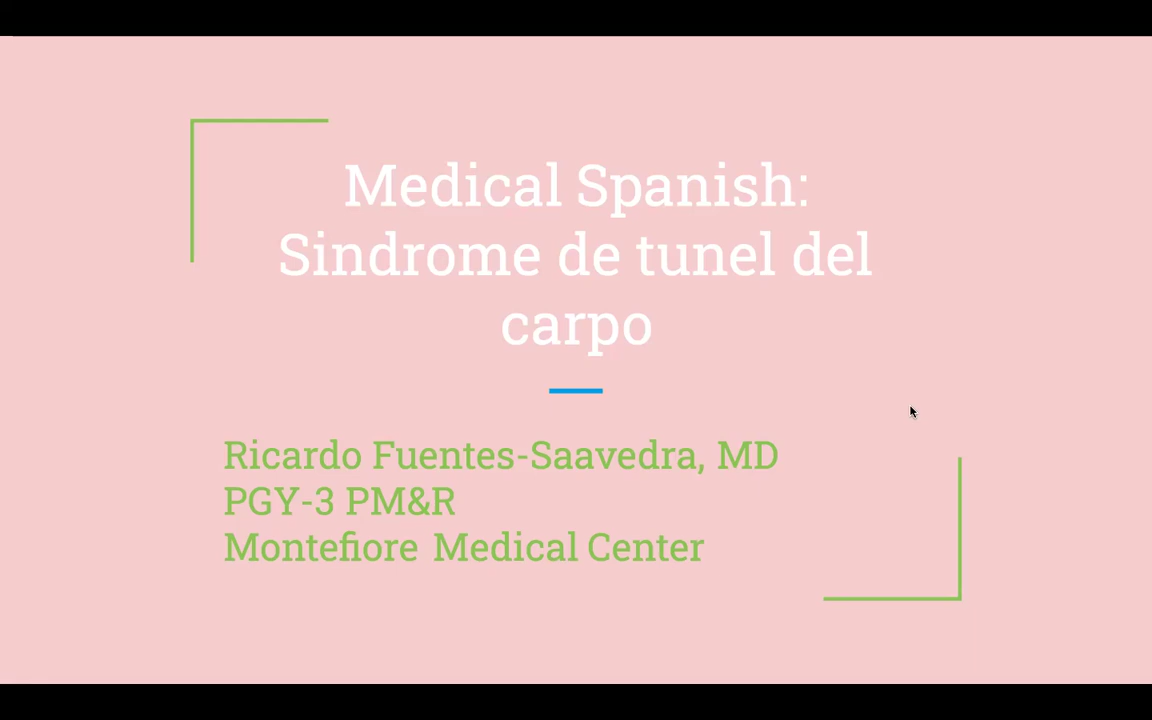 Medical Spanish:
Sindrome de tunel del
carpo
Ricardo Fuentes-Saavedra, MD
PGY-3 PM&R
Montefiore Medical Center